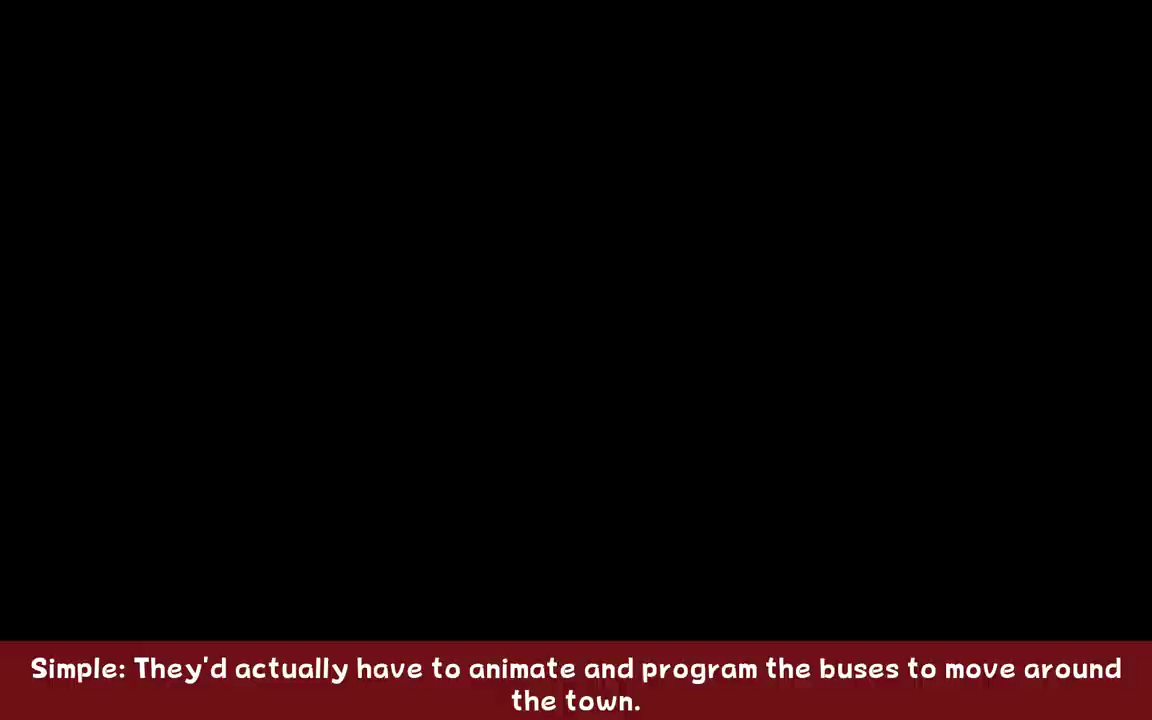 Simple: They'd actually have to animate and program the buses to move around
the town.